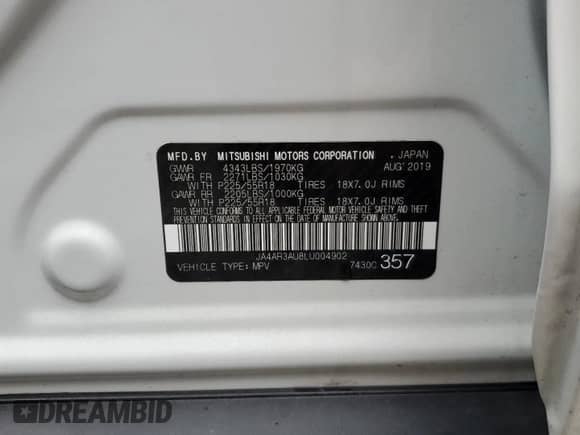 MFD.BY MITSUBISHI MOTORS CORPORATION . JAPAN
GVWR 4343LBS/1970KG AUG' 2019
GAWR FR 2271LBS/1030KG
WITH P225/55R18 TIRES 18X7.0J RIMS
GAWR RR 2205LBS/1000KG
WITH P225/55R18 TIRES 18X7.0J RIMS
THIS VEHICLE CONFORMS TO ALL APPLICABLE FEDERAL MOTOR VEHICLE SAFETY, BUMPER
AND THEFT PREVENTION STANDARDS IN EFFECT ON THE DATE OF MANUFACTURE SHOWN ABOVE.
JA4AR3AU8LU004902
VEHICLE TYPE: MPV 7430C 357
DREAMBID